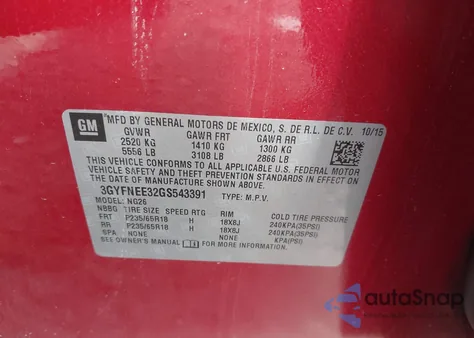 GM
MFD BY GENERAL MOTORS DE MEXICO, S. DE R.L. DE C.V. 10/15
GVWR GAWR FRT GAWR RR
2520 KG 1410 KG 1300 KG
5556 LB 3108 LB 2866 LB
THIS VEHICLE CONFORMS TO ALL APPLICABLE U.S. FEDERAL
MOTOR VEHICLE SAFETY AND THEFT PREVENTION STANDARDS IN
EFFECT ON THE DATE OF MANUFACTURE SHOWN ABOVE.
3GYFNEE32GS543391 TYPE: M.P.V.
MODEL: NG26
NBBG TIRE SIZE SPEED RTG RIM COLD TIRE PRESSURE
FRT P235/65R18 18X8J 240KPA(35PSI)
RR P235/65R18 18X8J 240KPA(35PSI)
SPA NONE NONE KPA(PSI)
SEE OWNER'S MANUAL FOR MORE INFORMATION.
autoSnap